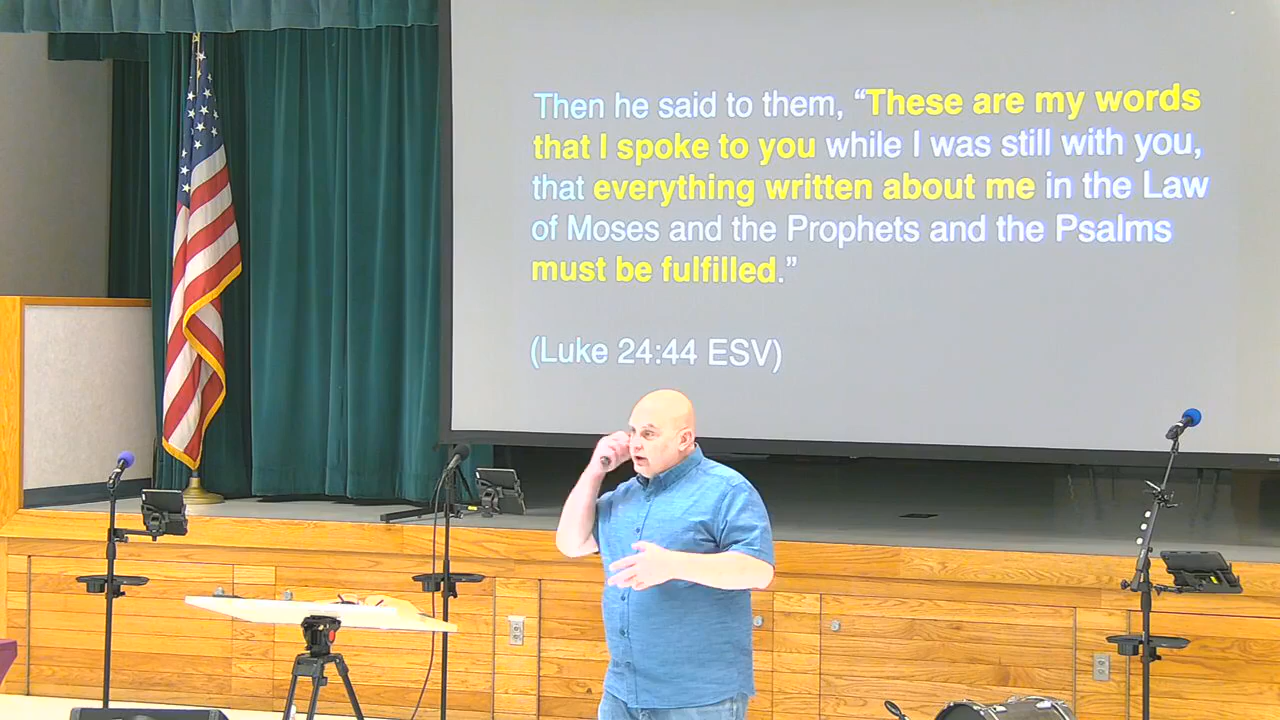 Then he said to them, “These are my words
that I spoke to you while I was still with you,
that everything written about me in the Law
of Moses and the Prophets and the Psalms
must be fulfilled.”
(Luke 24:44 ESV)